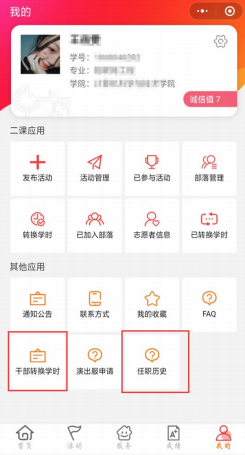 我的
学号：
专业：
学院：
学院
诚信值 7
二课应用
发布活动 活动管理 已参与活动 部落管理
转换学时 已加入部落 志愿者信息 已转换学时
其他应用
通知公告 联系方式 我的收藏 FAQ
干部转换学时 演出服申请 任职历史
首页 活动 服务 成绩 我的